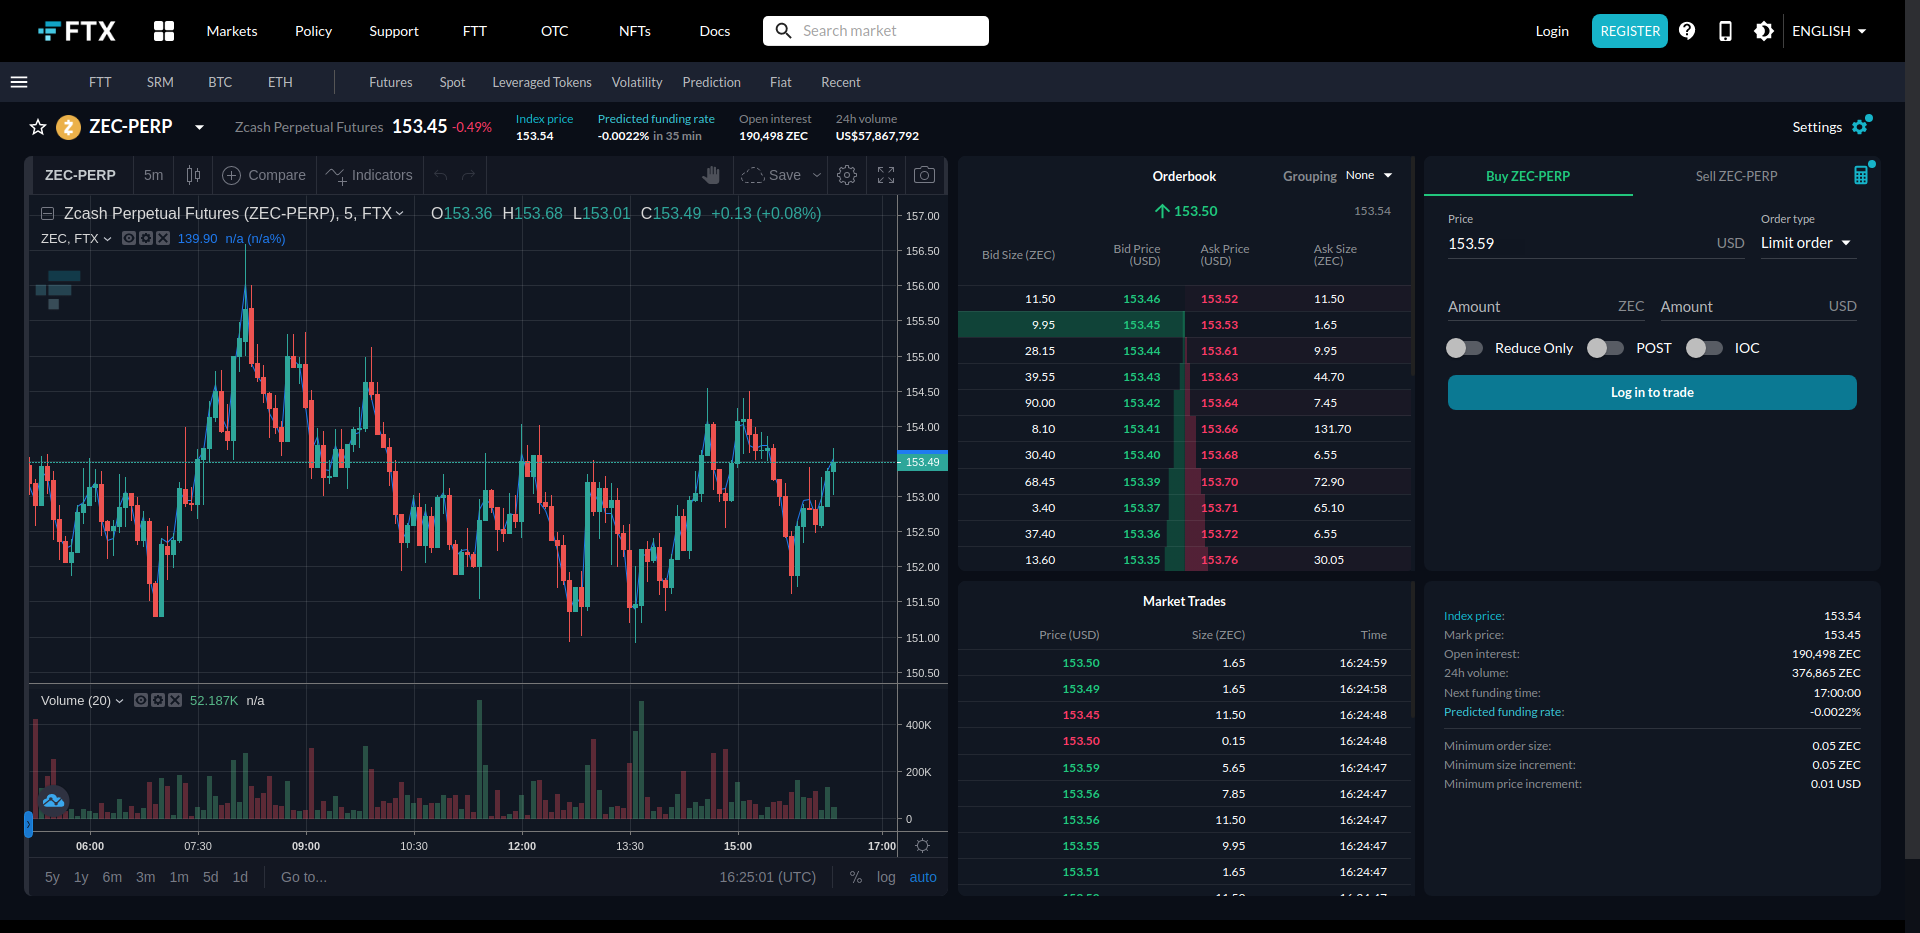 FTX Markets Policy Support FTT OTC NFTs Docs Search market Login REGISTER ENGLISH
FTT SRM BTC ETH Futures Spot Leveraged Tokens Volatility Prediction Fiat Recent
ZEC-PERP Zcash Perpetual Futures 153.45 -0.49%
Index price
153.54
Predicted funding rate
-0.0022% in 35 min
Open interest
190,498 ZEC
24h volume
US$57,867,792
Settings
ZEC-PERP 5m Compare Indicators Save
Zcash Perpetual Futures (ZEC-PERP), 5, FTX O153.36 H153.68 L153.01 C153.49 +0.13 (+0.08%)
ZEC, FTX 139.90 n/a (n/a%)
157.00
156.50
156.00
155.50
155.00
154.50
154.00
153.49
153.00
152.50
152.00
151.50
151.00
150.50
Volume (20) 52.187K n/a
400K
200K
0
06:00 07:30 09:00 10:30 12:00 13:30 15:00 17:00
5y 1y 6m 3m 1m 5d 1d Go to... 16:25:01 (UTC) % log auto
Orderbook Grouping None
153.50 153.54
Bid Size (ZEC) Bid Price (USD) Ask Price (USD) Ask Size (ZEC)
11.50 153.46 153.52 11.50
9.95 153.45 153.53 1.65
28.15 153.44 153.61 9.95
39.55 153.43 153.63 44.70
90.00 153.42 153.64 7.45
8.10 153.41 153.66 131.70
30.40 153.40 153.68 6.55
68.45 153.39 153.70 72.90
3.40 153.37 153.71 65.10
37.40 153.36 153.72 6.55
13.60 153.35 153.76 30.05
Market Trades
Price (USD) Size (ZEC) Time
153.50 1.65 16:24:59
153.49 1.65 16:24:58
153.45 11.50 16:24:48
153.50 0.15 16:24:48
153.59 5.65 16:24:47
153.56 7.85 16:24:47
153.56 11.50 16:24:47
153.55 9.95 16:24:47
153.51 1.65 16:24:47
Buy ZEC-PERP Sell ZEC-PERP
Price Order type
153.59 USD Limit order
Amount ZEC Amount USD
Reduce Only POST IOC
Log in to trade
Index price: 153.54
Mark price: 153.45
Open interest: 190,498 ZEC
24h volume: 376,865 ZEC
Next funding time: 17:00:00
Predicted funding rate: -0.0022%
Minimum order size: 0.05 ZEC
Minimum size increment: 0.05 ZEC
Minimum price increment: 0.01 USD